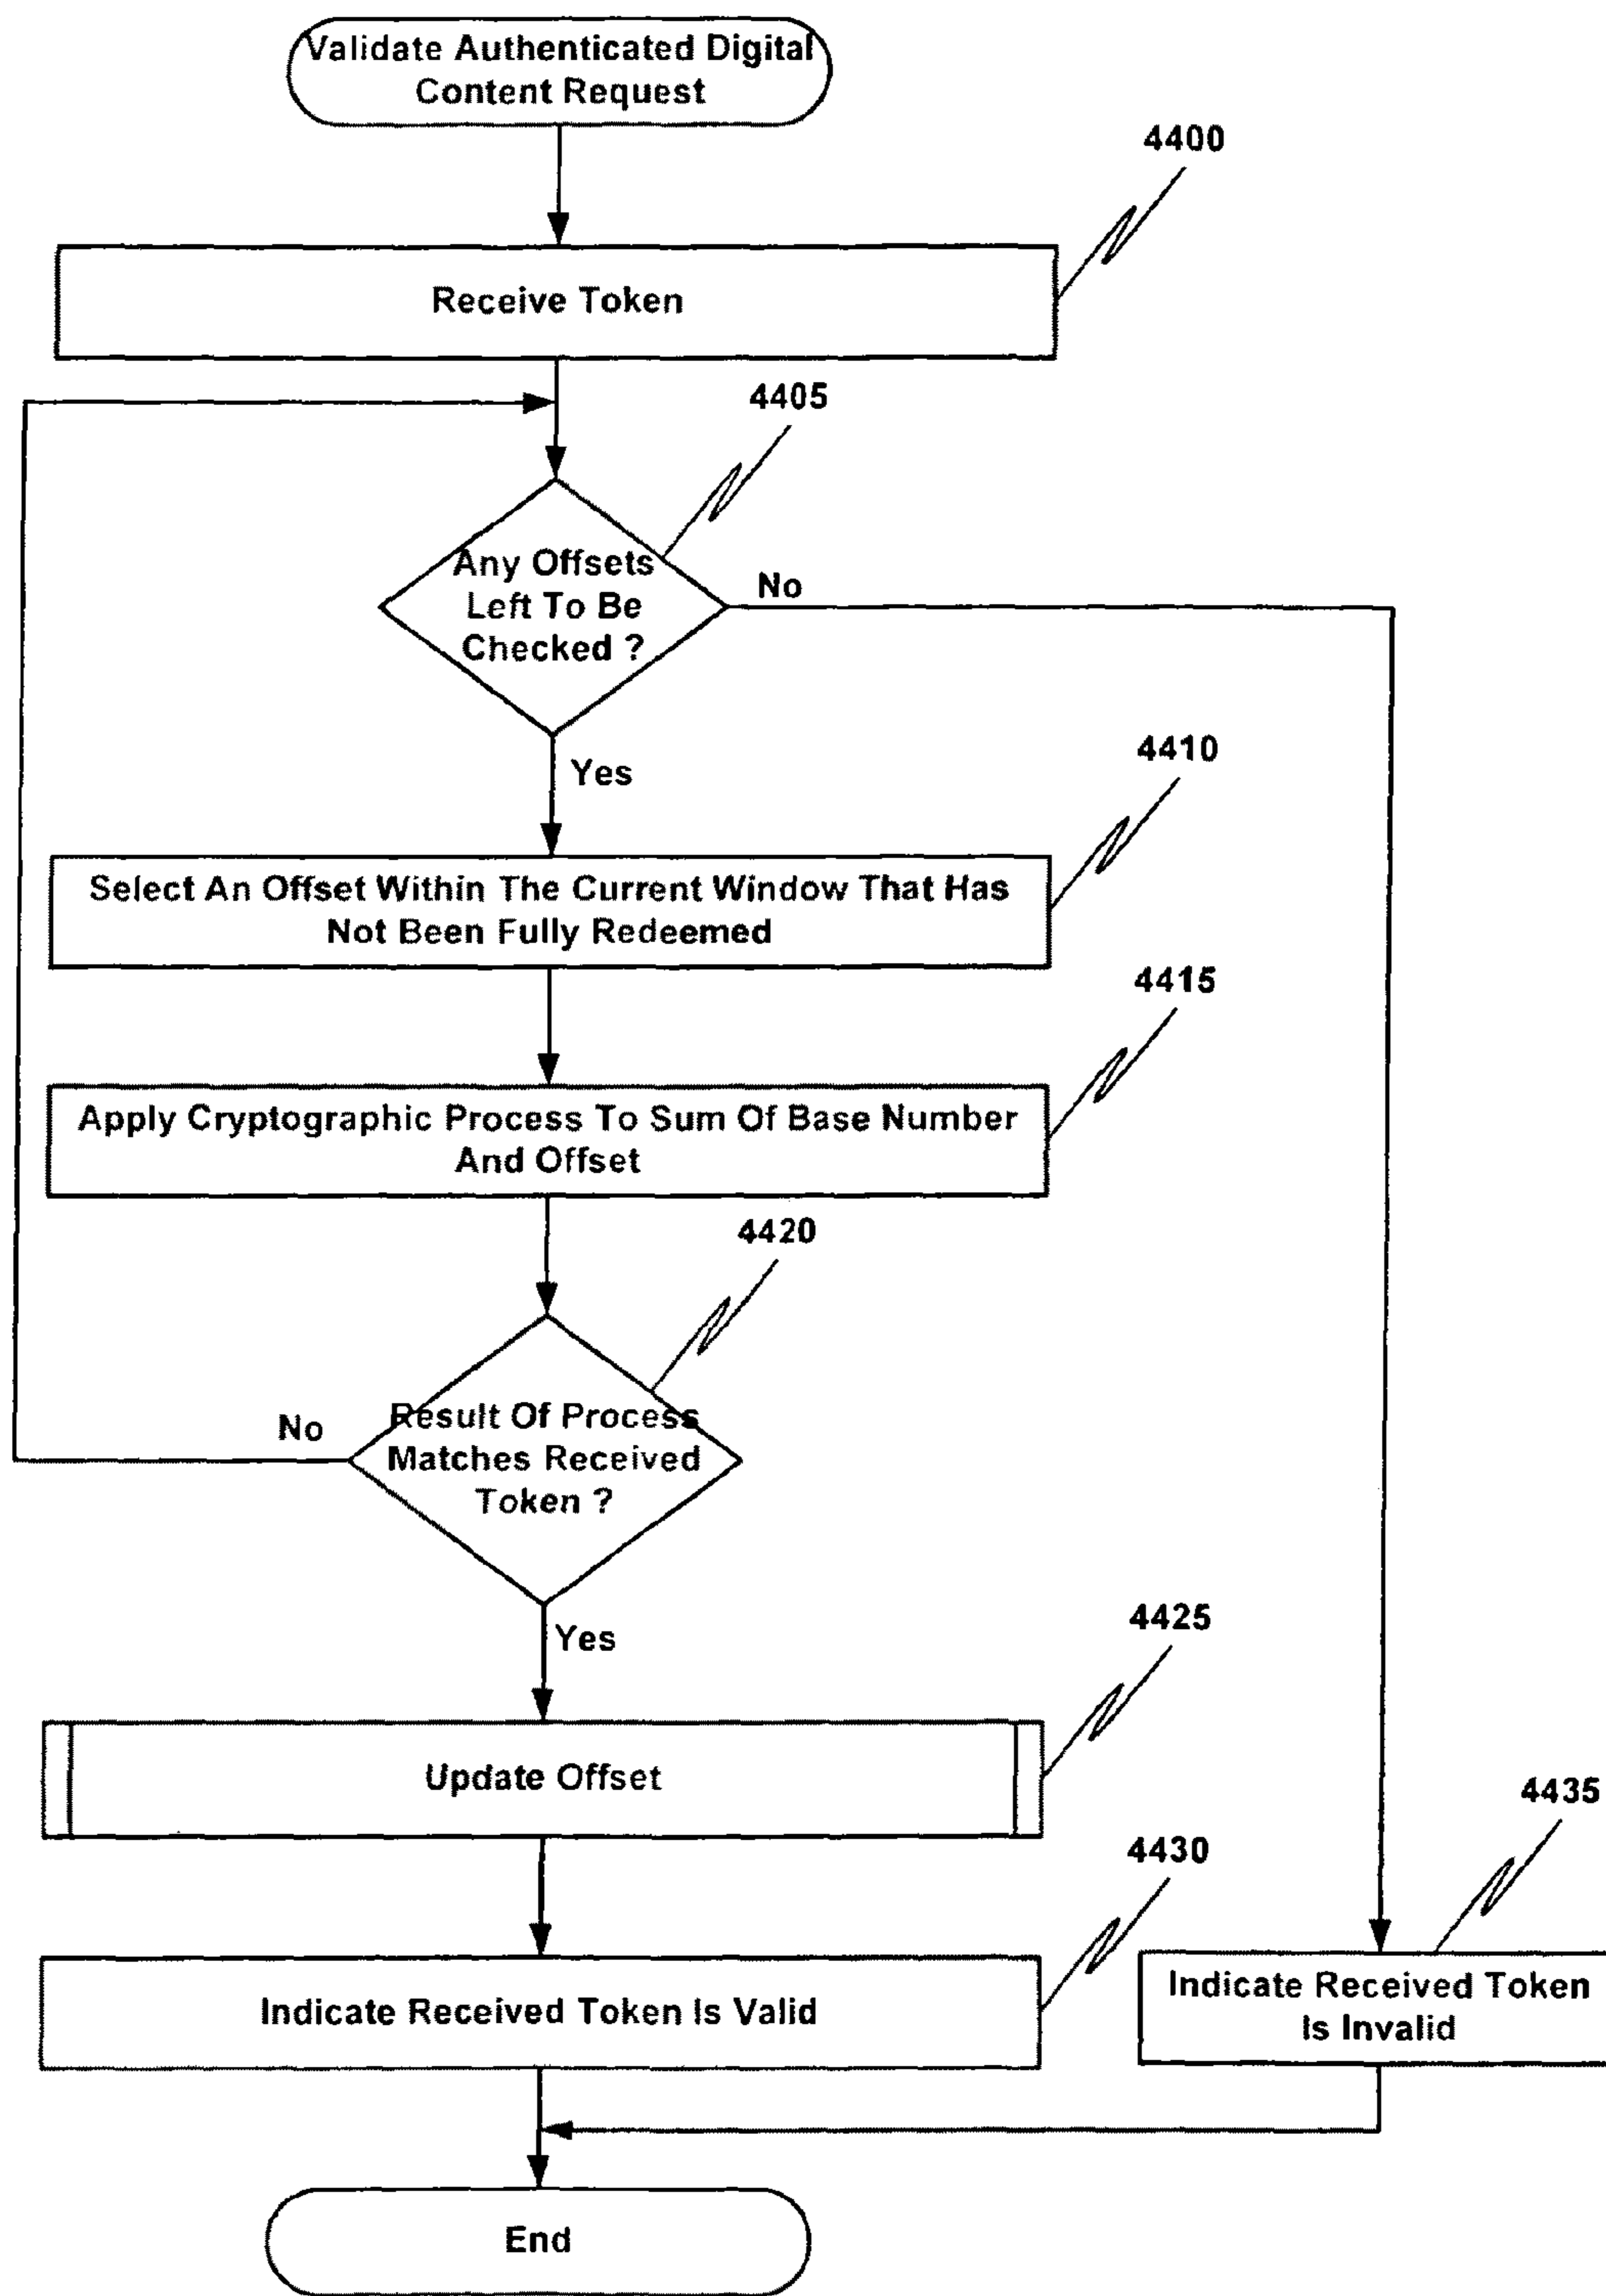 Validate Authenticated Digital
Content Request
4400
Receive Token
4405
Any Offsets
Left To Be
Checked ?
No
Yes
4410
Select An Offset Within The Current Window That Has
Not Been Fully Redeemed
4415
Apply Cryptographic Process To Sum Of Base Number
And Offset
4420
Result Of Process
Matches Received
Token ?
No
Yes
4425
Update Offset
4435
4430
Indicate Received Token Is Valid
Indicate Received Token
Is Invalid
End